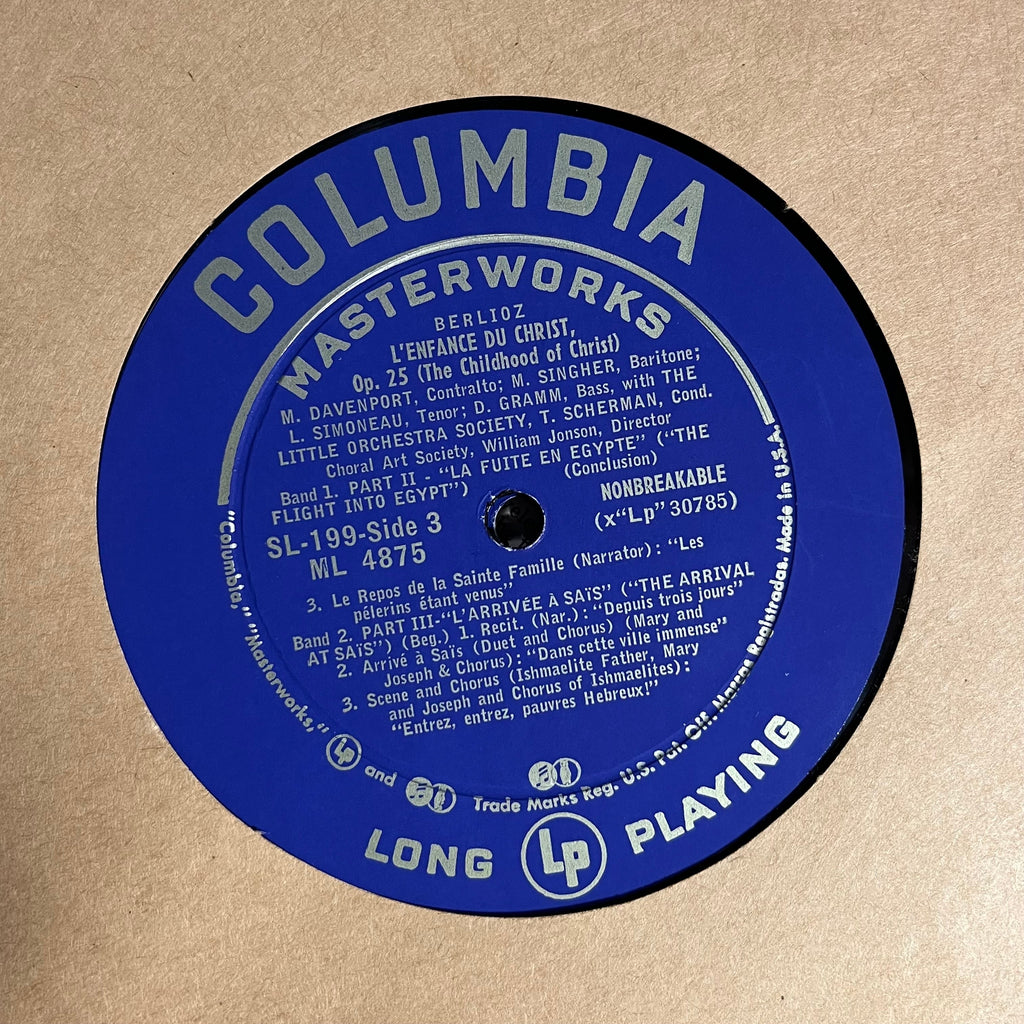 COLUMBIA
MASTERWORKS
BERLIOZ
L'ENFANCE DU CHRIST,
Op. 25 (The Childhood of Christ)
M. DAVENPORT, Contralto; M. SINGHER, Baritone;
L. SIMONEAU, Tenor; D. GRAMM, Bass, with THE
LITTLE ORCHESTRA SOCIETY, T. SCHERMAN, Cond.
Choral Art Society, William Jonson, Director
Band 1. PART II - "LA FUITE EN EGYPTE" ("THE
FLIGHT INTO EGYPT") (Conclusion)
NONBREAKABLE
SL-199-Side 3 (x"Lp" 30785)
ML 4875
3. Le Repos de la Sainte Famille (Narrator): "Les
pélerins étant venus"
Band 2. PART III-"L'ARRIVÉE À SAïS" ("THE ARRIVAL
AT SAïS") (Beg.) 1. Recit. (Nar.): "Depuis trois jours"
2. Arrivé à Saïs (Duet and Chorus) (Mary and
Joseph & Chorus): "Dans cette ville immense"
3. Scene and Chorus (Ishmaelite Father, Mary
and Joseph and Chorus of Ishmaelites):
"Entrez, entrez, pauvres Hebreux!"
"Columbia," "Masterworks," Lp and Trade Marks Reg. U.S. Pat. Off. Marcas Registradas. Made in U.S.A.
LONG Lp PLAYING